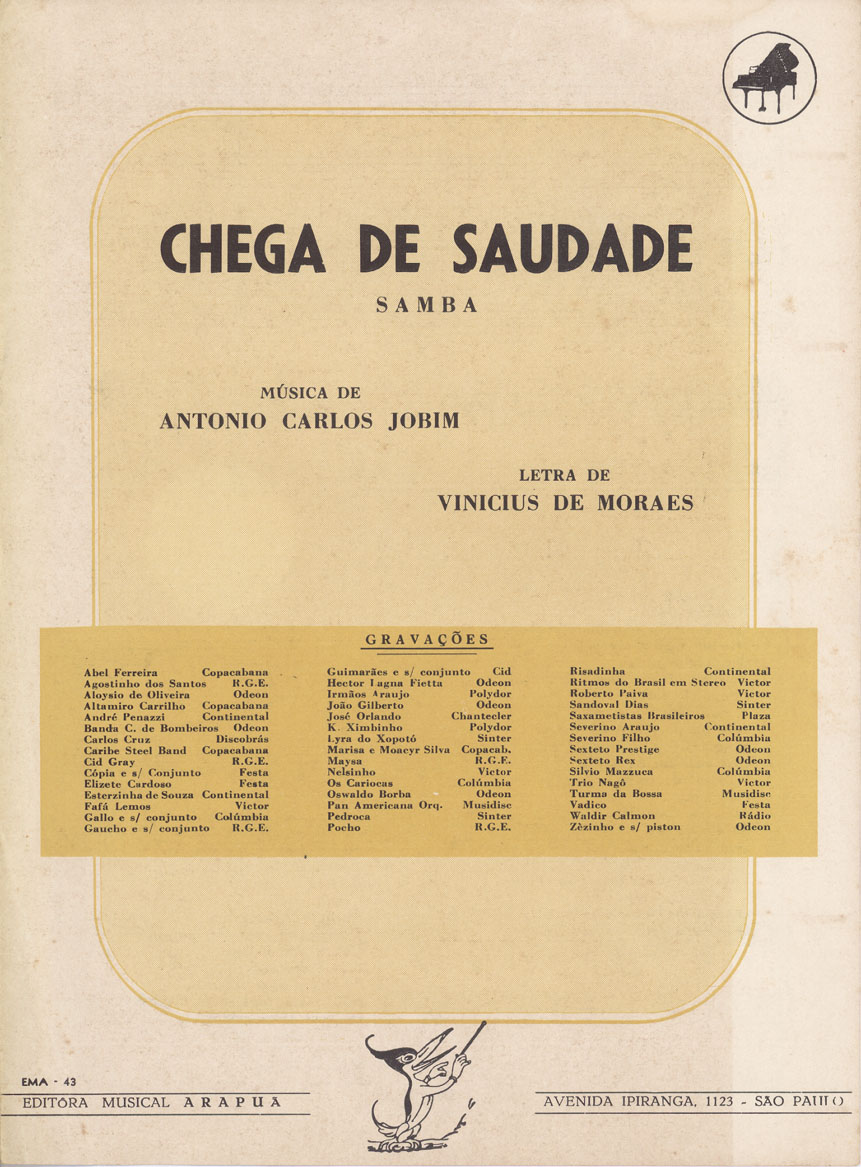 CHEGA DE SAUDADE
SAMBA
MÚSICA DE
ANTONIO CARLOS JOBIM
LETRA DE
VINICIUS DE MORAES
GRAVAÇÕES
Abel Ferreira Copacabana
Agostinho dos Santos R.G.E.
Aloysio de Oliveira Odeon
Altamiro Carrilho Copacabana
André Penazzi Continental
Banda C. de Bombeiros Odeon
Carlos Cruz Discobrás
Caribe Steel Band Copacabana
Cid Gray R.G.E.
Cópia e s/ Conjunto Festa
Elizete Cardoso Festa
Esterzinha de Souza Continental
Fafá Lemos Victor
Gallo e s/ conjunto Colúmbia
Gaucho e s/ conjunto R.G.E.
Guimarães e s/ conjunto Cid
Hector Lagna Fietta Odeon
Irmãos Araujo Polydor
João Gilberto Odeon
José Orlando Chantecler
K. Ximbinho Polydor
Lyra do Xopotó Sinter
Marisa e Moacyr Silva Copacab.
Maysa R.G.E.
Nelsinho Victor
Os Cariocas Colúmbia
Oswaldo Borba Odeon
Pan Americana Orq. Musidisc
Pedroca Sinter
Pocho R.G.E.
Risadinha Continental
Ritmos do Brasil em Stereo Victor
Roberto Paiva Victor
Sandoval Dias Sinter
Saxametistas Brasileiros Plaza
Severino Araujo Continental
Severino Filho Colúmbia
Sexteto Prestige Odeon
Sexteto Rex Odeon
Silvio Mazzuca Colúmbia
Trio Nagô Victor
Turma da Bossa Musidisc
Vadico Festa
Waldir Calmon Rádio
Zèzinho e s/ piston Odeon
EMA - 43
EDITÔRA MUSICAL ARAPUÃ
AVENIDA IPIRANGA, 1123 - SÃO PAULO